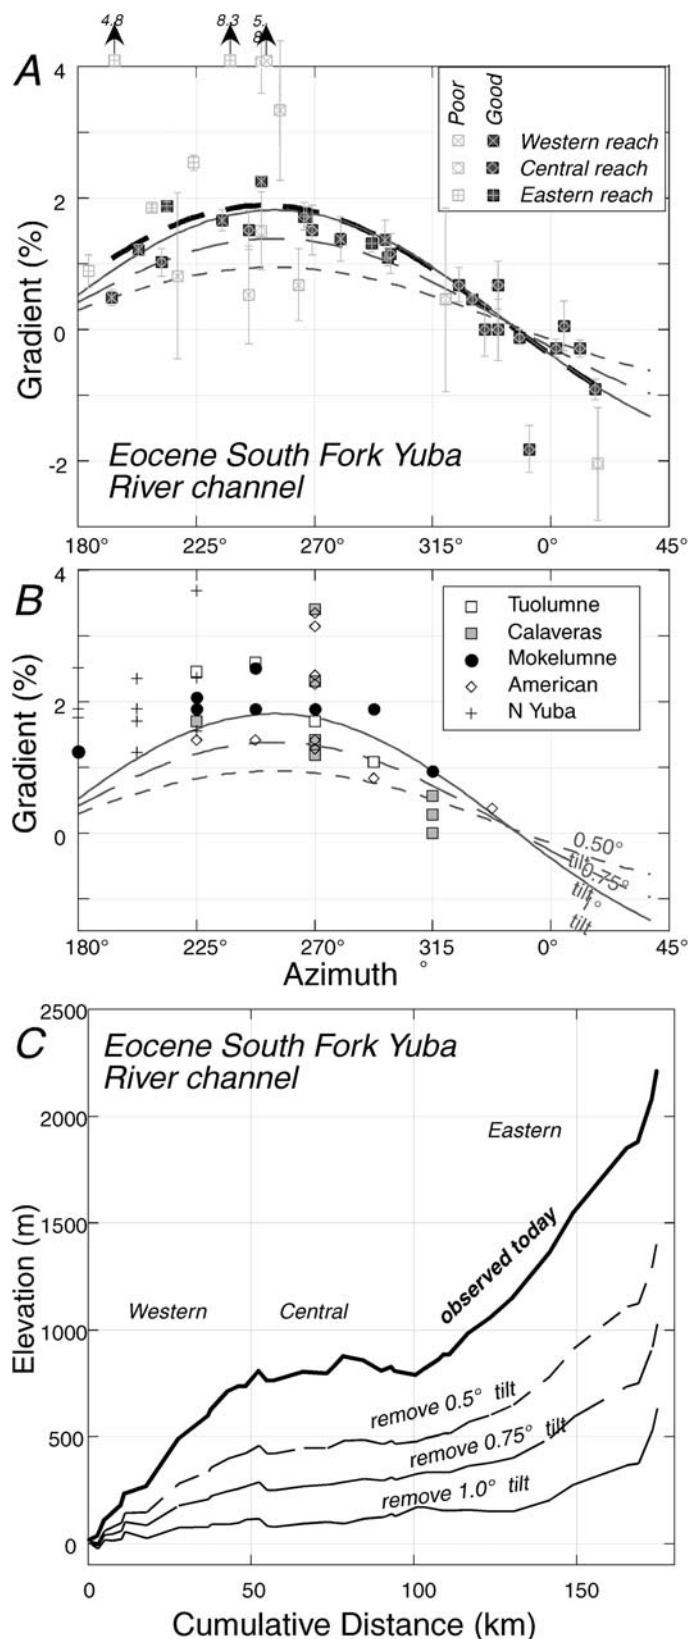 4.8 8.3 5.8
A
4
2
0
-2
Gradient (%)
Poor
Good
Western reach
Central reach
Eastern reach
Eocene South Fork Yuba
River channel
180° 225° 270° 315° 0° 45°
B
4
2
0
Gradient (%)
Tuolumne
Calaveras
Mokelumne
American
N Yuba
0.50°
tilt
0.75°
tilt
1°
tilt
180° 225° 270° 315° 0° 45°
Azimuth °
C
Eocene South Fork Yuba
River channel
2500
2000
1500
1000
500
0
Elevation (m)
Eastern
observed today
Western
Central
remove 0.5° tilt
remove 0.75° tilt
remove 1.0° tilt
0 50 100 150
Cumulative Distance (km)